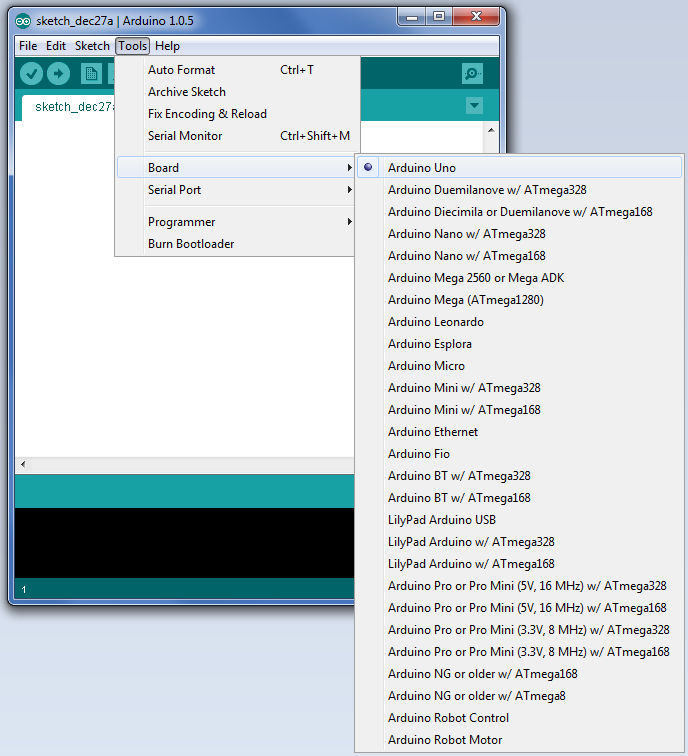 sketch_dec27a | Arduino 1.0.5
File Edit Sketch Tools Help
Auto Format Ctrl+T
Archive Sketch
sketch_dec27a
Fix Encoding & Reload
Serial Monitor Ctrl+Shift+M
Board
Serial Port
Programmer
Burn Bootloader
Arduino Uno
Arduino Duemilanove w/ ATmega328
Arduino Diecimila or Duemilanove w/ ATmega168
Arduino Nano w/ ATmega328
Arduino Nano w/ ATmega168
Arduino Mega 2560 or Mega ADK
Arduino Mega (ATmega1280)
Arduino Leonardo
Arduino Esplora
Arduino Micro
Arduino Mini w/ ATmega328
Arduino Mini w/ ATmega168
Arduino Ethernet
Arduino Fio
Arduino BT w/ ATmega328
Arduino BT w/ ATmega168
LilyPad Arduino USB
LilyPad Arduino w/ ATmega328
LilyPad Arduino w/ ATmega168
Arduino Pro or Pro Mini (5V, 16 MHz) w/ ATmega328
Arduino Pro or Pro Mini (5V, 16 MHz) w/ ATmega168
Arduino Pro or Pro Mini (3.3V, 8 MHz) w/ ATmega328
Arduino Pro or Pro Mini (3.3V, 8 MHz) w/ ATmega168
Arduino NG or older w/ ATmega168
Arduino NG or older w/ ATmega8
Arduino Robot Control
Arduino Robot Motor
1